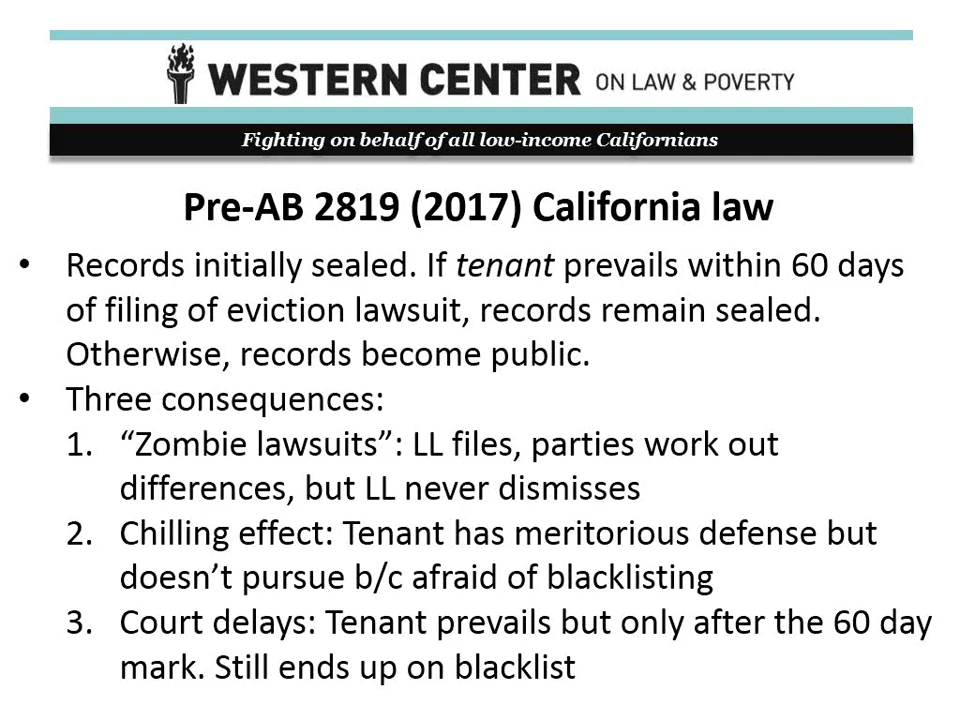 WESTERN CENTER ON LAW & POVERTY
Fighting on behalf of all low-income Californians
Pre-AB 2819 (2017) California law
• Records initially sealed. If tenant prevails within 60 days
of filing of eviction lawsuit, records remain sealed.
Otherwise, records become public.
• Three consequences:
1. “Zombie lawsuits”: LL files, parties work out
differences, but LL never dismisses
2. Chilling effect: Tenant has meritorious defense but
doesn’t pursue b/c afraid of blacklisting
3. Court delays: Tenant prevails but only after the 60 day
mark. Still ends up on blacklist